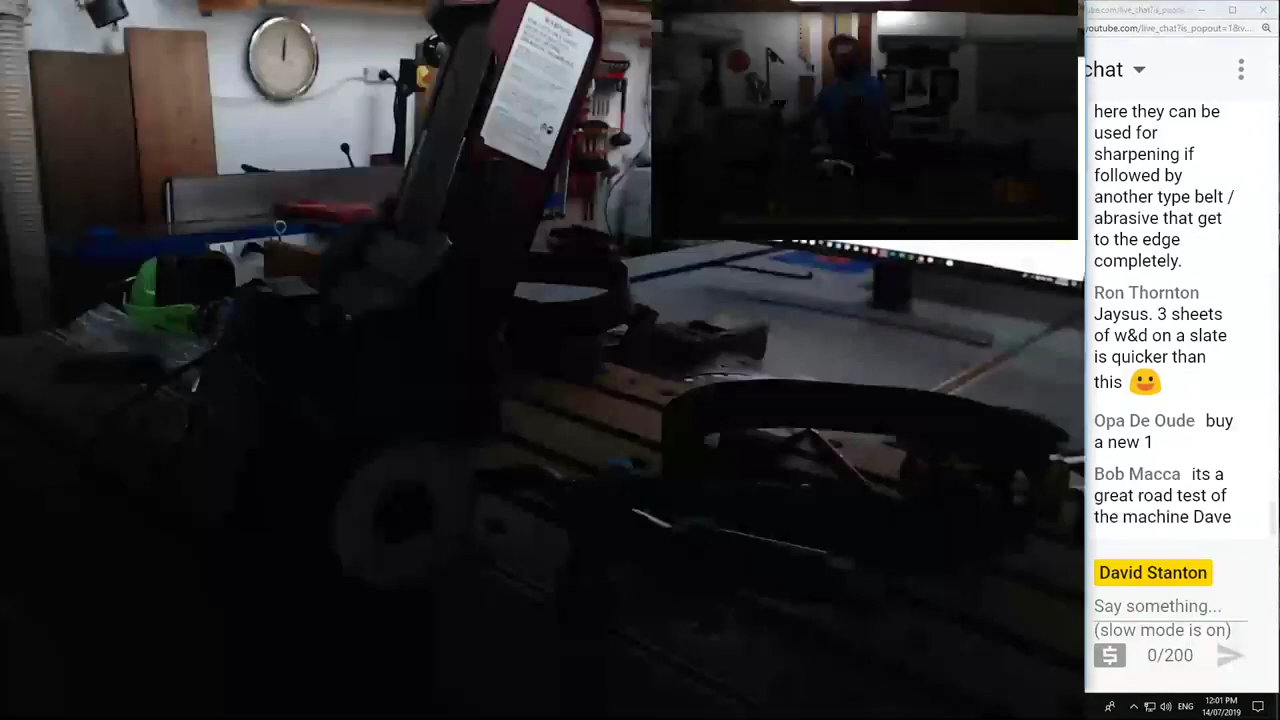 youtube.com/live_chat?is_popout=1&v...
chat
here they can be
used for
sharpening if
followed by
another type belt /
abrasive that get
to the edge
completely.
Ron Thornton
Jaysus. 3 sheets
of w&d on a slate
is quicker than
this
Opa De Oude buy
a new 1
Bob Macca its a
great road test of
the machine Dave
David Stanton
Say something...
(slow mode is on)
0/200
12:01 PM
ENG
14/07/2019